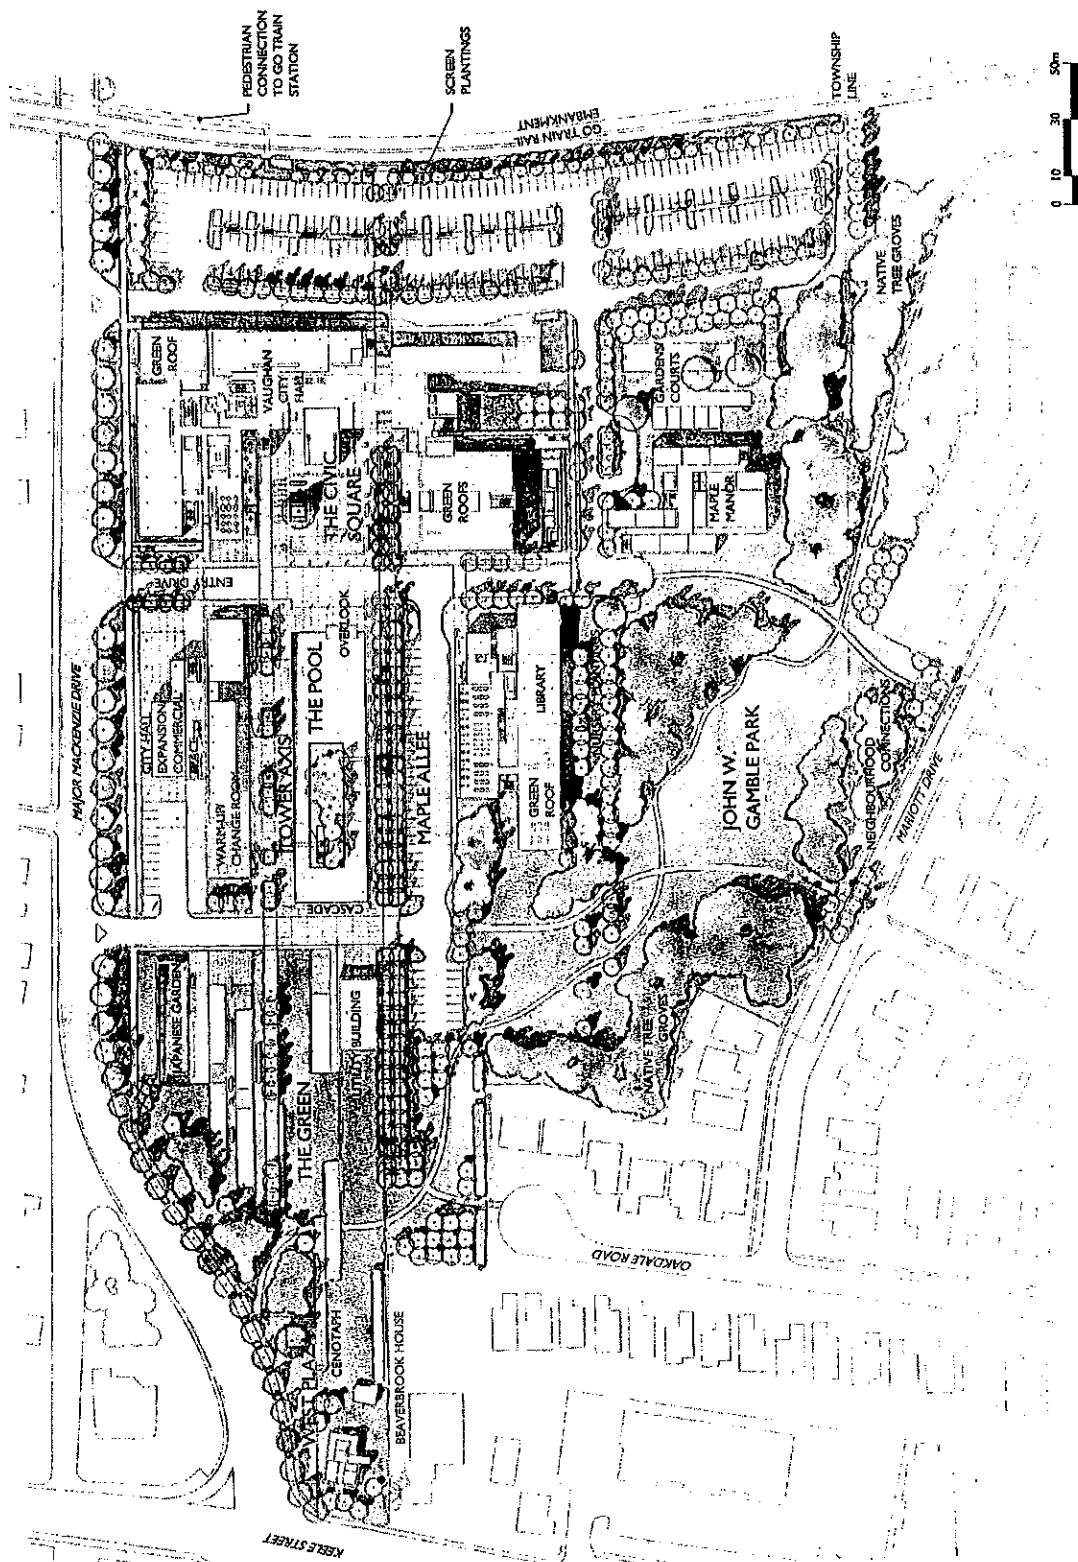 PEDESTRIAN
CONNECTION
TO GO TRAIN
STATION
SCREEN
PLANTINGS
TOWNSHIP
LINE
GO TRAIN RAIL
EMBANKMENT
0 10 30 50m
MAJOR MACKENZIE DRIVE
GREEN
ROOF
VAUGHAN
CITY
HALL
THE CIVIC
SQUARE
GREEN
ROOFS
GARDENS/
COURTS
MAPLE
MANOR
NATIVE
TREE GROVES
ENTRY DRIVE
CITY HALL
EXPANSION/
COMMERCIAL
WARM-UP/
CHANGE ROOM
TOWER AXIS
THE POOL
OVERLOOK
CASCADE
MAPLE ALLEE
LIBRARY
GREEN
ROOF
JOHN W.
GAMBLE PARK
NEIGHBOURHOOD
CONNECTIONS
MARIOTT DRIVE
JAPANESE GARDEN
THE GREEN
UTILITY
BUILDING
NATIVE TREE
GROVES
WEST PLAZA
CENOTAPH
BEAVERBROOK HOUSE
OAKDALE ROAD
KEELE STREET